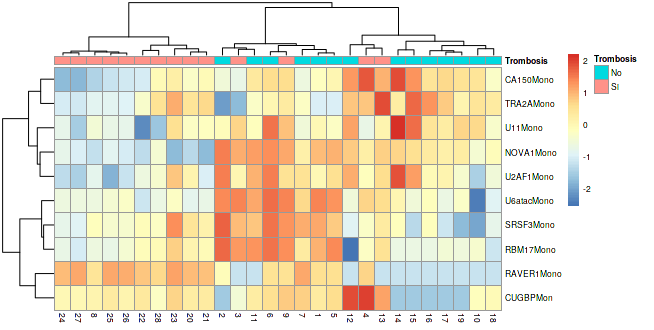 Trombosis
CA150Mono
TRA2AMono
U11Mono
NOVA1Mono
U2AF1Mono
U6atacMono
SRSF3Mono
RBM17Mono
RAVER1Mono
CUGBPMon
24 27 8 25 26 22 28 23 20 21 2 3 11 6 9 7 1 5 12 4 13 14 15 16 17 19 10 18
2
1
0
-1
-2
Trombosis
No
SI